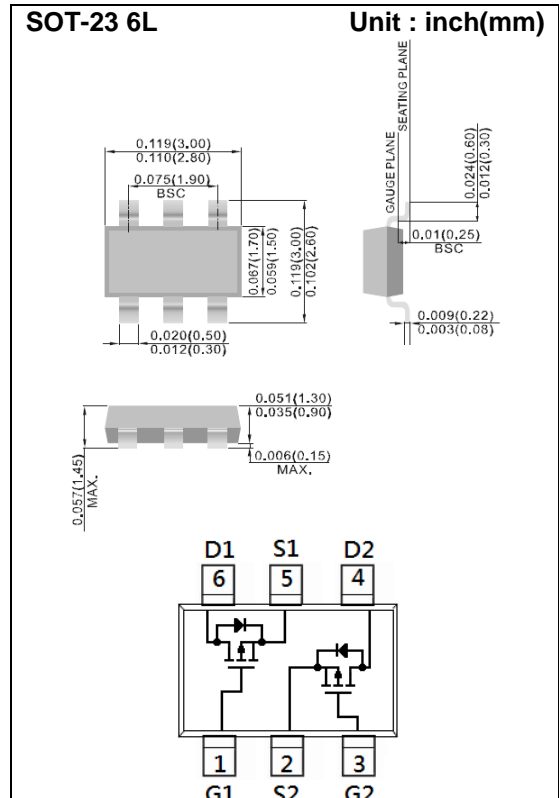 SOT-23 6L Unit : inch(mm)
SEATING PLANE
GAUGE PLANE
0.119(3.00)
0.110(2.80)
0.075(1.90)
BSC
0.067(1.70)
0.059(1.50)
0.119(3.00)
0.102(2.60)
0.024(0.60)
0.012(0.30)
0.01(0.25)
BSC
0.020(0.50)
0.012(0.30)
0.009(0.22)
0.003(0.08)
0.051(1.30)
0.035(0.90)
0.006(0.15)
MAX.
0.057(1.45)
MAX.
D1 S1 D2
6 5 4
1 2 3
G1 S2 G2